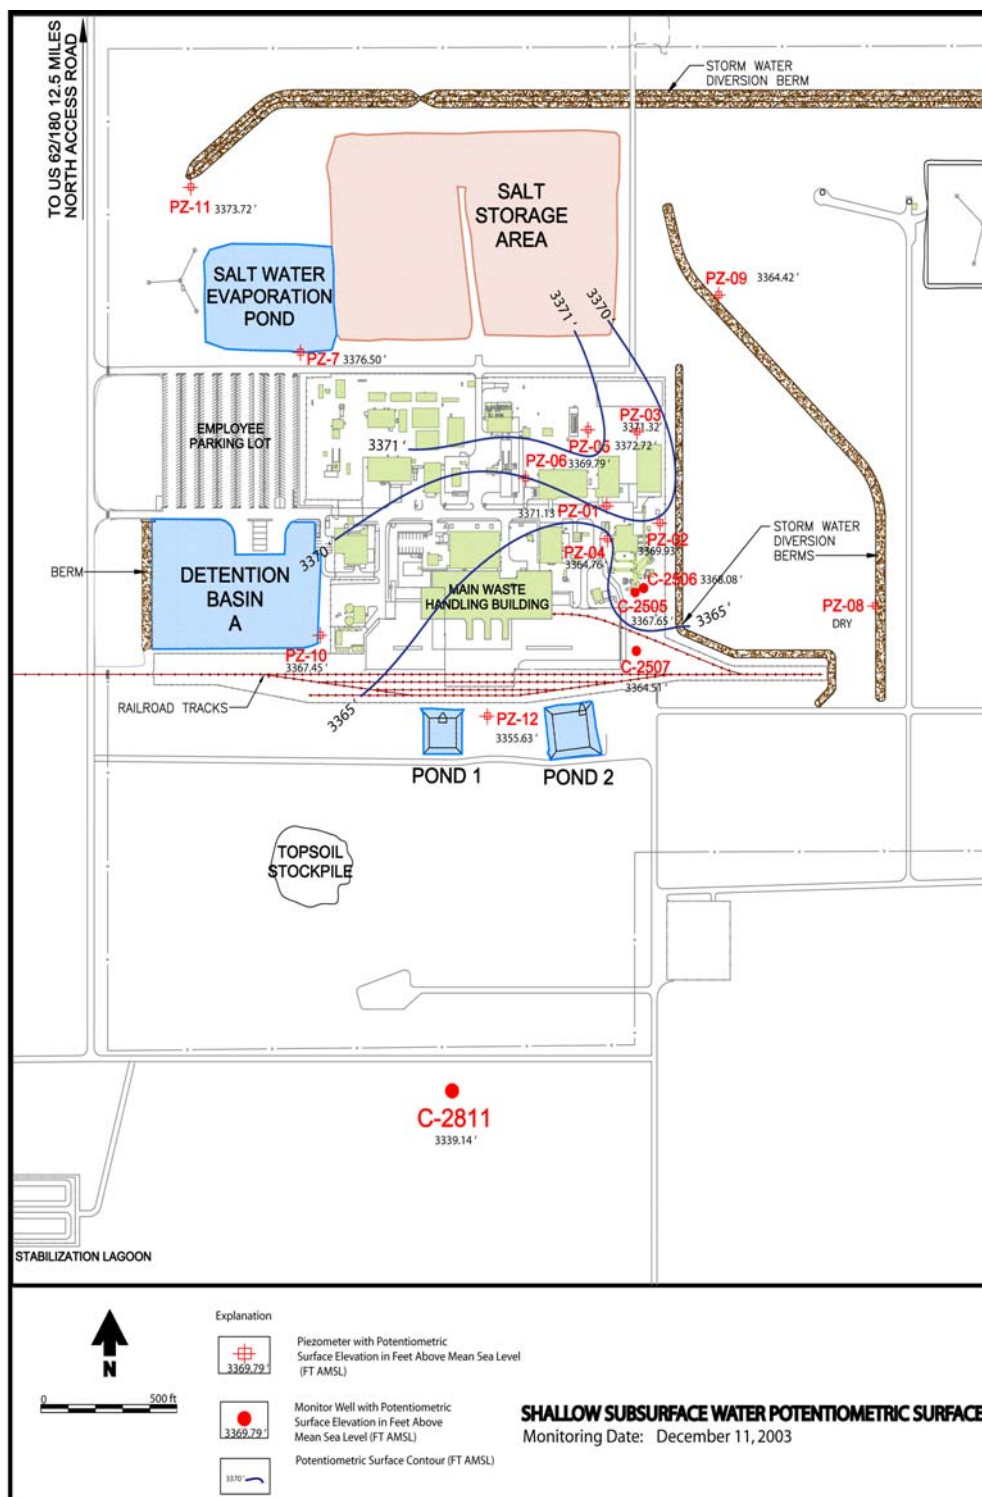 TO US 62/180 12.5 MILES
NORTH ACCESS ROAD
STORM WATER
DIVERSION BERM
PZ-11 3373.72'
SALT
STORAGE
AREA
SALT WATER
EVAPORATION
POND
PZ-09 3364.42'
3371'
3370'
PZ-7 3376.50'
EMPLOYEE
PARKING LOT
PZ-03
3371.32'
PZ-05 3372.72'
3371'
PZ-06 3369.79'
PZ-01
3371.13'
PZ-02
3369.93'
PZ-04
3364.76'
3370'
STORM WATER
DIVERSION
BERMS
BERM
DETENTION
BASIN
A
MAIN WASTE
HANDLING BUILDING
C-2506 3368.08'
C-2505
3367.65'
3365'
PZ-08
DRY
PZ-10
3367.45'
C-2507
3364.51'
RAILROAD TRACKS
3365'
PZ-12
3355.63'
POND 1
POND 2
TOPSOIL
STOCKPILE
C-2811
3339.14'
STABILIZATION LAGOON
Explanation
N
0 500 ft
3369.79'
Piezometer with Potentiometric
Surface Elevation in Feet Above Mean Sea Level
(FT AMSL)
3369.79'
Monitor Well with Potentiometric
Surface Elevation in Feet Above
Mean Sea Level (FT AMSL)
3370'
Potentiometric Surface Contour (FT AMSL)
SHALLOW SUBSURFACE WATER POTENTIOMETRIC SURFACE
Monitoring Date: December 11, 2003